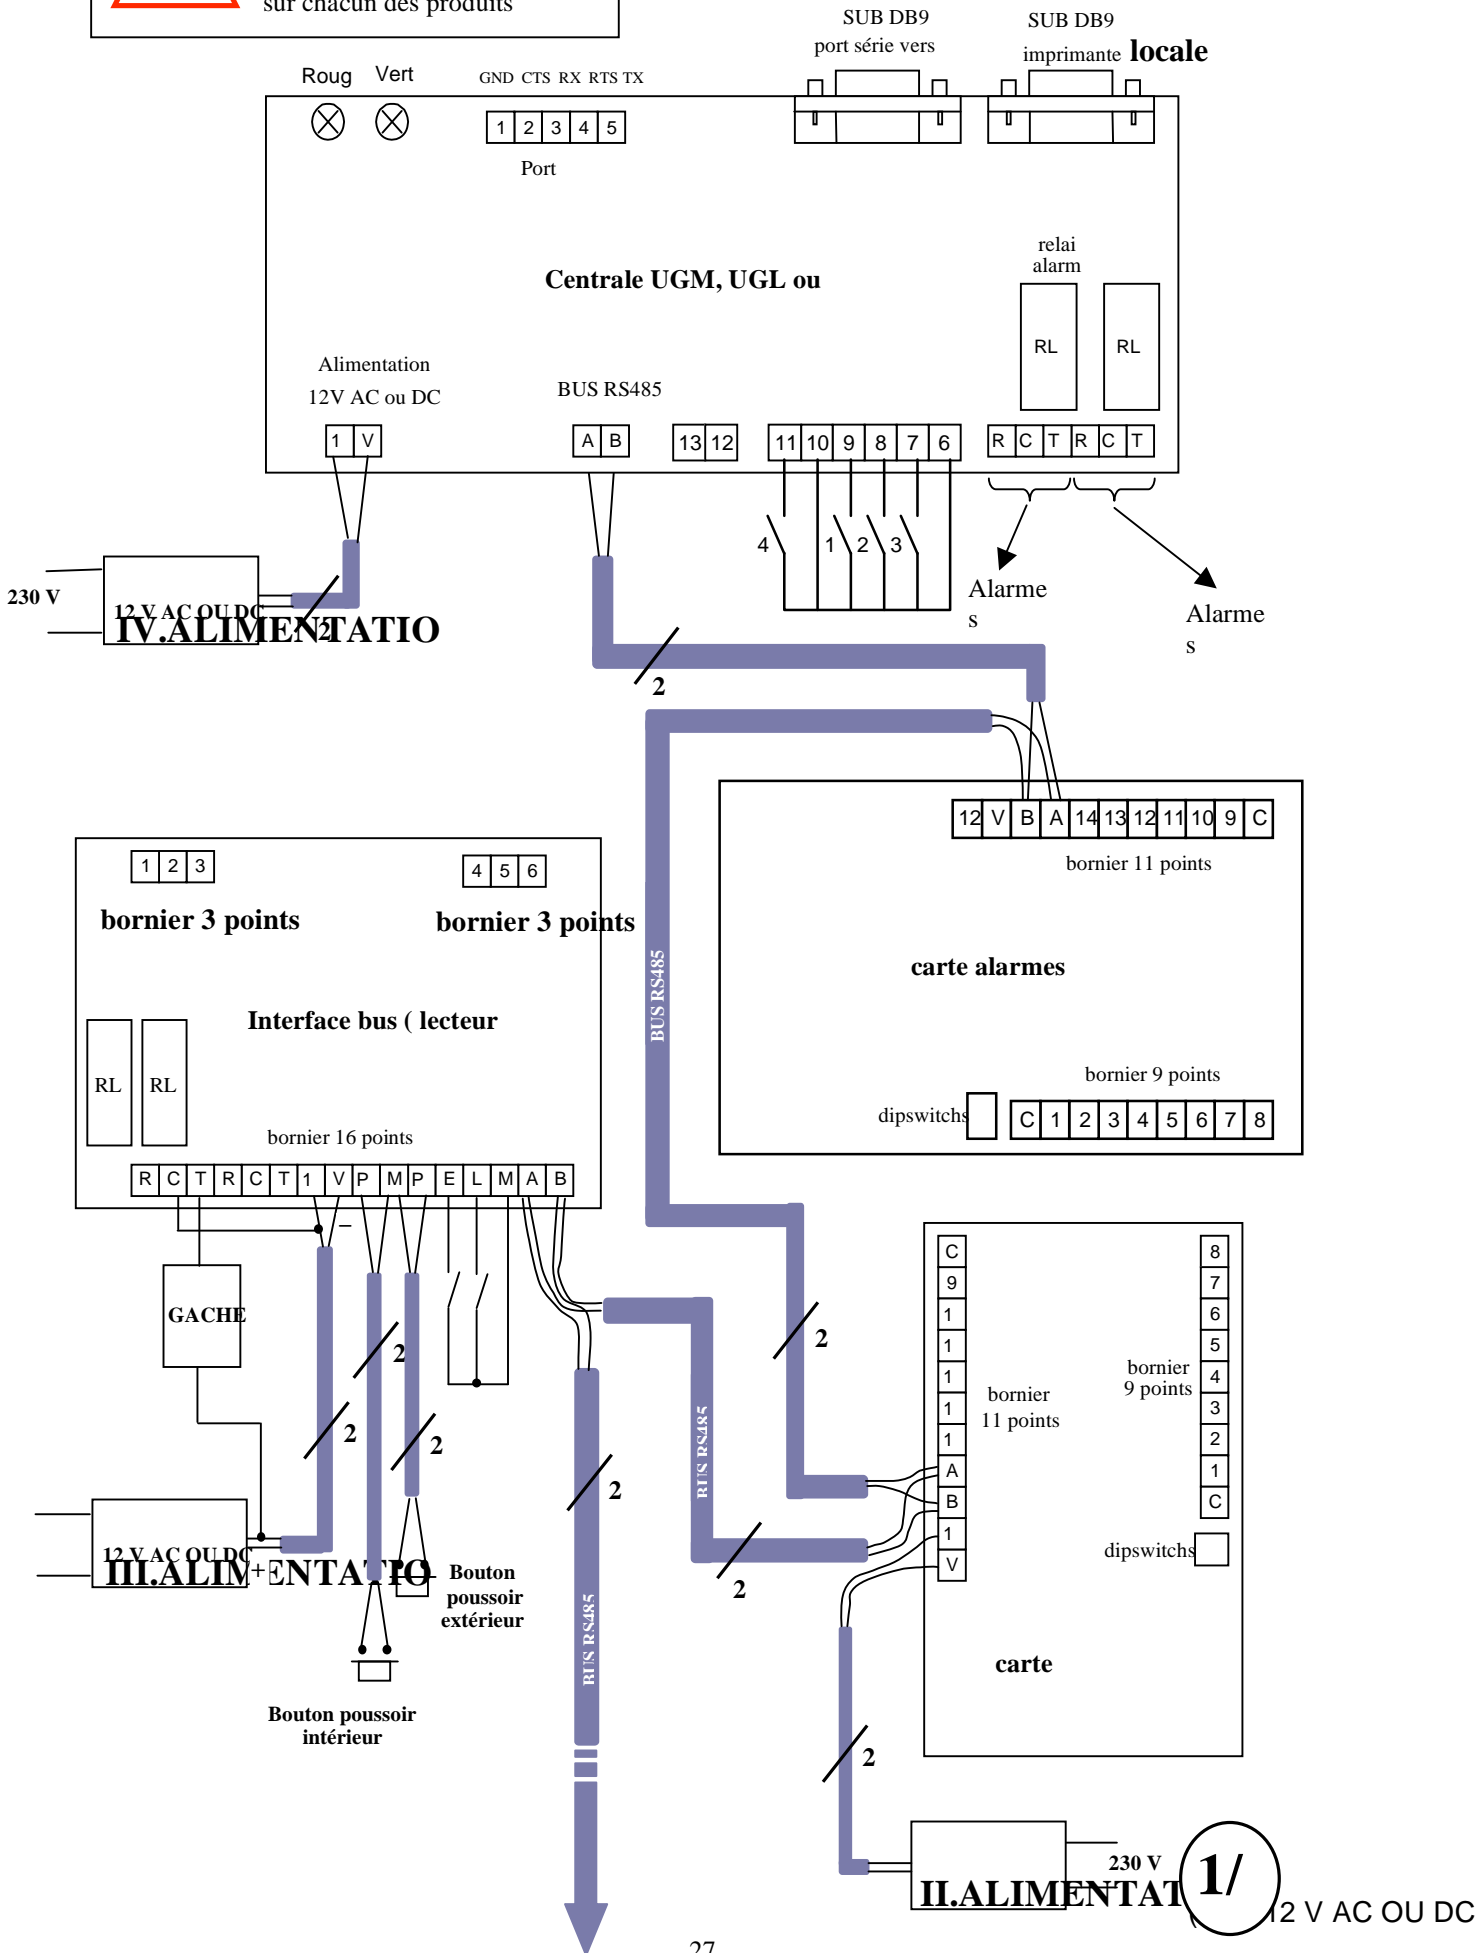 sur chacun des produits
SUB DB9
port série vers
SUB DB9
imprimante locale
Roug Vert
GND CTS RX RTS TX
1 2 3 4 5
Port
relai
alarm
Centrale UGM, UGL ou
RL RL
Alimentation
12V AC ou DC
BUS RS485
1 V
A B
13 12
11 10 9 8 7 6
R C T R C T
4 1 2 3
230 V
12 V AC OU DC
IV.ALIMENTATIO
2
Alarme
s
Alarme
s
2
12 V B A 14 13 12 11 10 9 C
bornier 11 points
carte alarmes
bornier 9 points
dipswitchs
C 1 2 3 4 5 6 7 8
1 2 3
4 5 6
bornier 3 points
bornier 3 points
BUS RS485
Interface bus ( lecteur
RL RL
bornier 16 points
R C T R C T 1 V P M P E L M A B
–
GACHE
2
2
2
2
2
BUS RS485
C
9
1
1
1
1
1
A
B
1
V
bornier
11 points
8
7
6
5
4
3
2
1
C
bornier
9 points
dipswitchs
carte
12 V AC OU DC
III.ALIM+ENTATIO
Bouton
poussoir
extérieur
BUS RS485
2
Bouton poussoir
intérieur
2
230 V
II.ALIMENTAT
1/
12 V AC OU DC
27